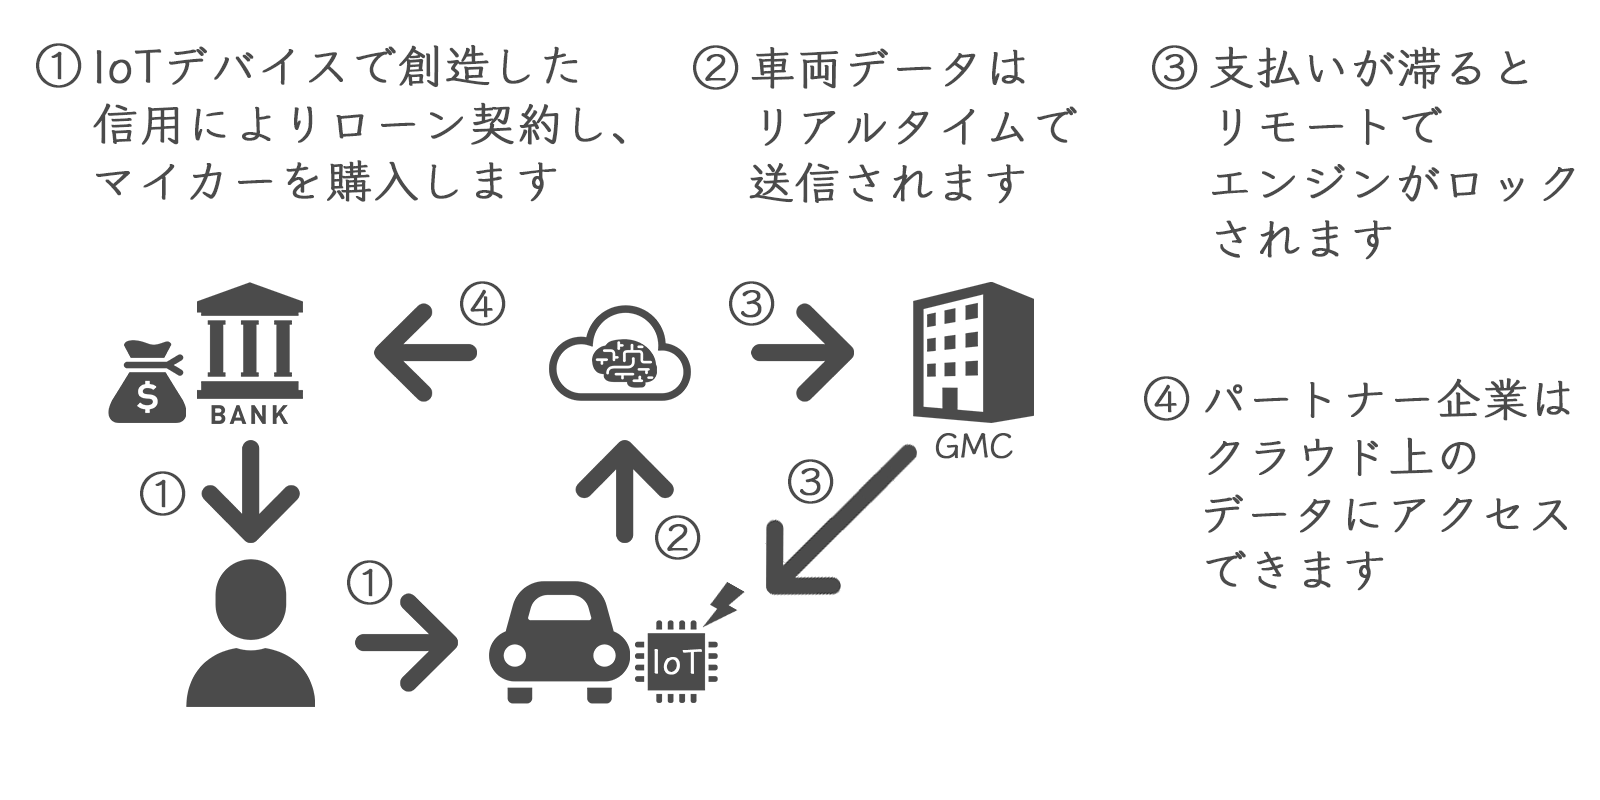 ① IoTデバイスで創造した
信用によりローン契約し、
マイカーを購入します
② 車両データは
リアルタイムで
送信されます
③ 支払いが滞ると
リモートで
エンジンがロック
されます
④
③
$
BANK
GMC
④ パートナー企業は
クラウド上の
データにアクセス
できます
①
③
②
①
IoT